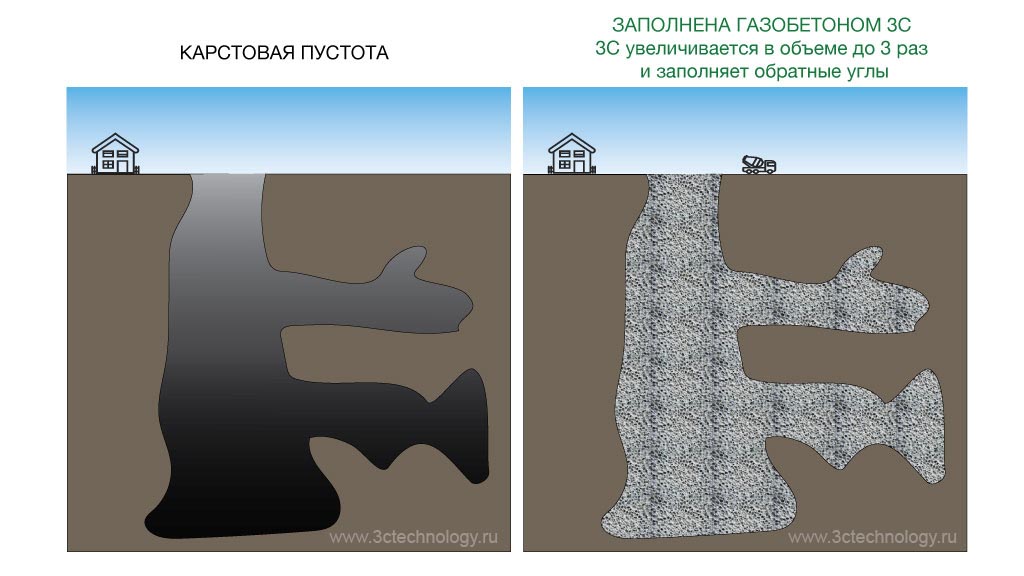 КАРСТОВАЯ ПУСТОТА
ЗАПОЛНЕНА ГАЗОБЕТОНОМ 3С
3С увеличивается в объеме до 3 раз
и заполняет обратные углы
www.3ctechnology.ru
www.3ctechnology.ru